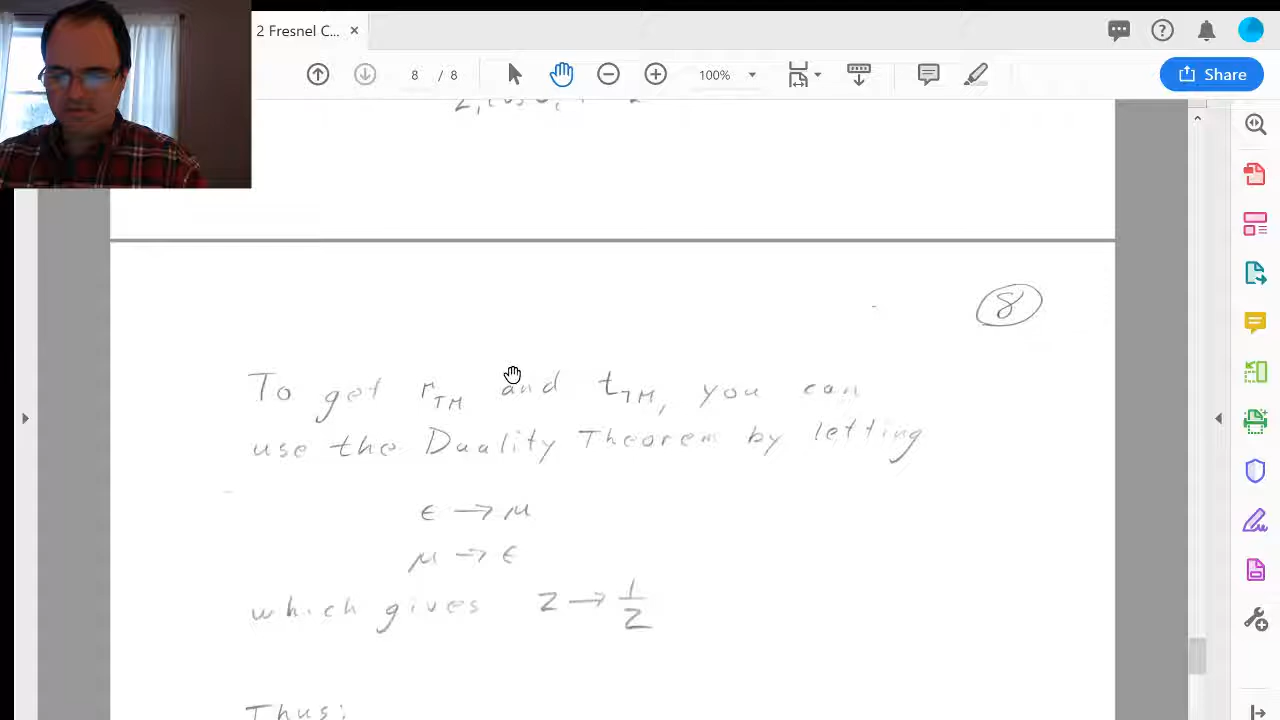 2 Fresnel C...
8 / 8
100%
Share
8
To get r_TM and t_TM, you can
use the Duality Theorem by letting
ε → μ
μ → ε
which gives Z → 1/Z
Thus: